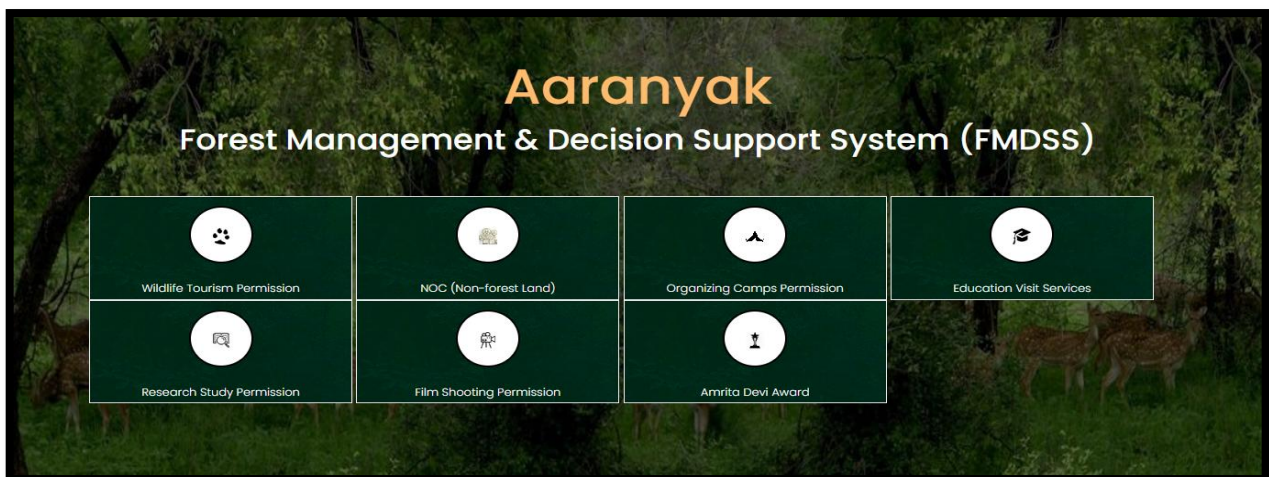 Aaranyak
Forest Management & Decision Support System (FMDSS)
Wildlife Tourism Permission
NOC (Non-forest Land)
Organizing Camps Permission
Education Visit Services
Research Study Permission
Film Shooting Permission
Amrita Devi Award